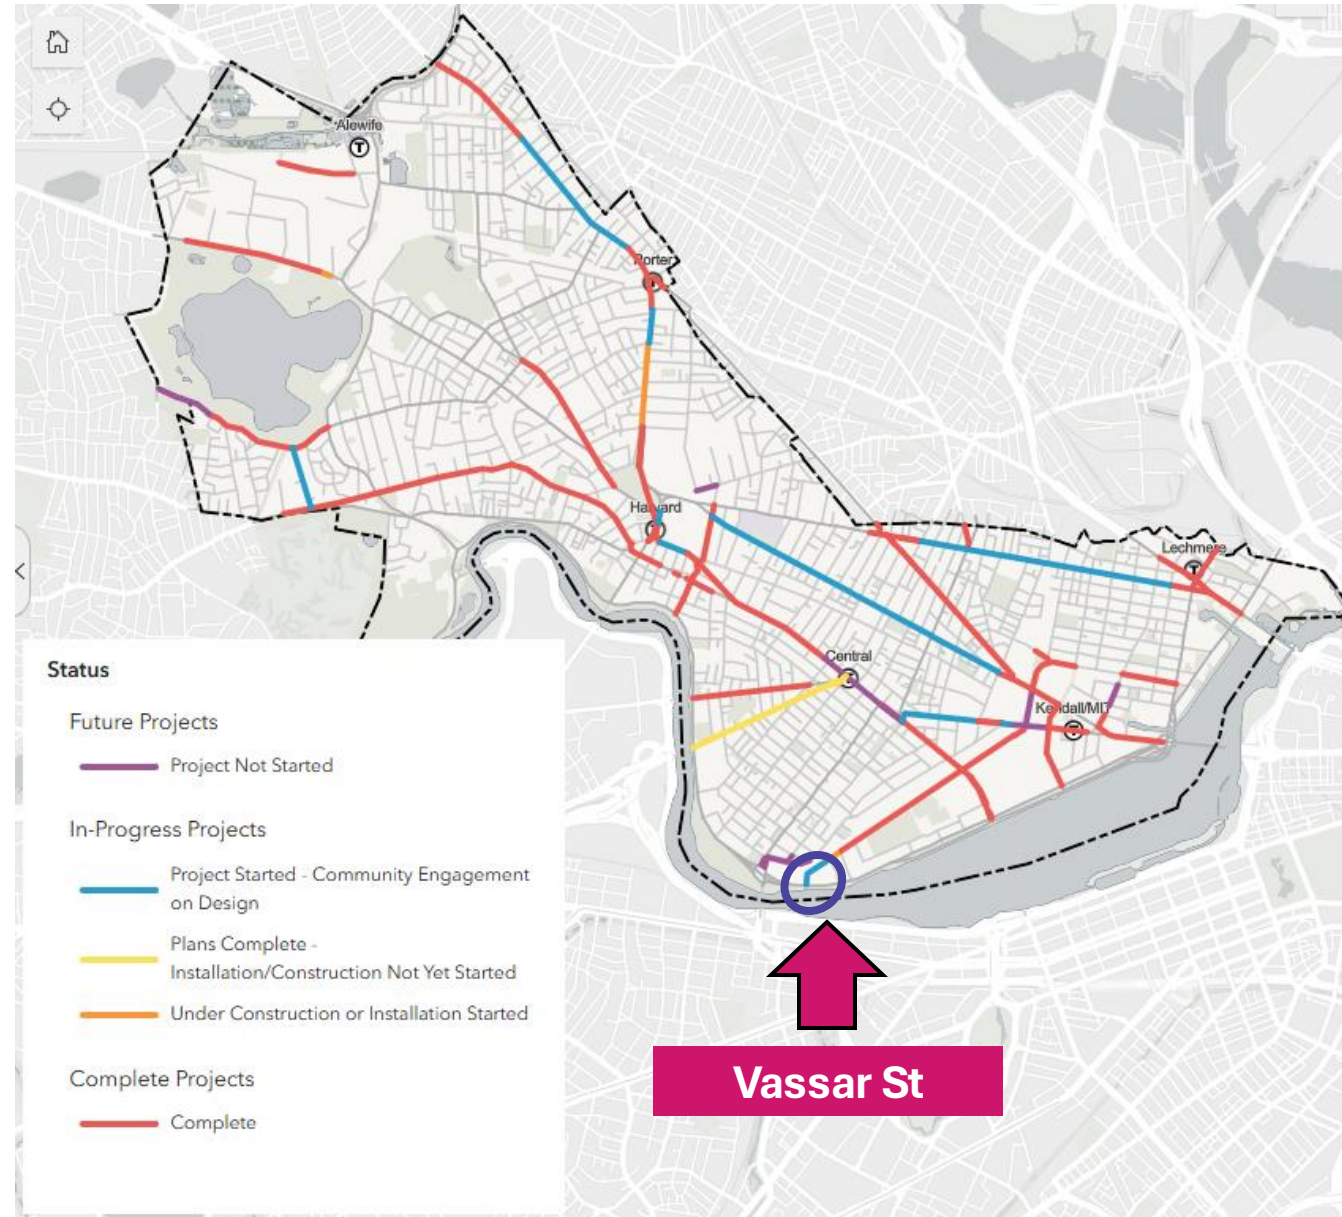 Alewife
T
Porter
T
Harvard
T
Lechmere
T
Central
T
Kendall/MIT
T
Status
Future Projects
Project Not Started
In-Progress Projects
Project Started - Community Engagement
on Design
Plans Complete -
Installation/Construction Not Yet Started
Under Construction or Installation Started
Complete Projects
Complete
Vassar St